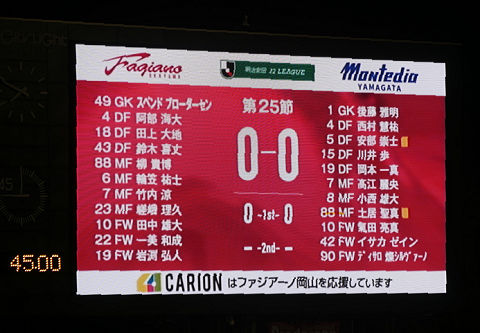 Fagiano
OKAYAMA
明治安田 J2 LEAGUE
Montedio
YAMAGATA
第25節
0-0
0 -1st- 0
-2nd-
49 GK スベンド ブローダーセン
4 DF 阿部 海大
18 DF 田上 大地
43 DF 鈴木 喜丈
88 MF 柳 貴博
6 MF 輪笠 祐士
7 MF 竹内 涼
23 MF 嵯峨 理久
10 FW 田中 雄大
22 FW 一美 和成
19 FW 岩渕 弘人
1 GK 後藤 雅明
4 DF 西村 慧祐
5 DF 安部 崇士
15 DF 川井 歩
19 DF 岡本 一真
7 MF 高江 麗央
8 MF 小西 雄大
88 MF 土居 聖真
10 FW 氣田 亮真
42 FW イサカ ゼイン
90 FW ディサロ 燦シルヴァーノ
45:00
CARION はファジアーノ岡山を応援しています